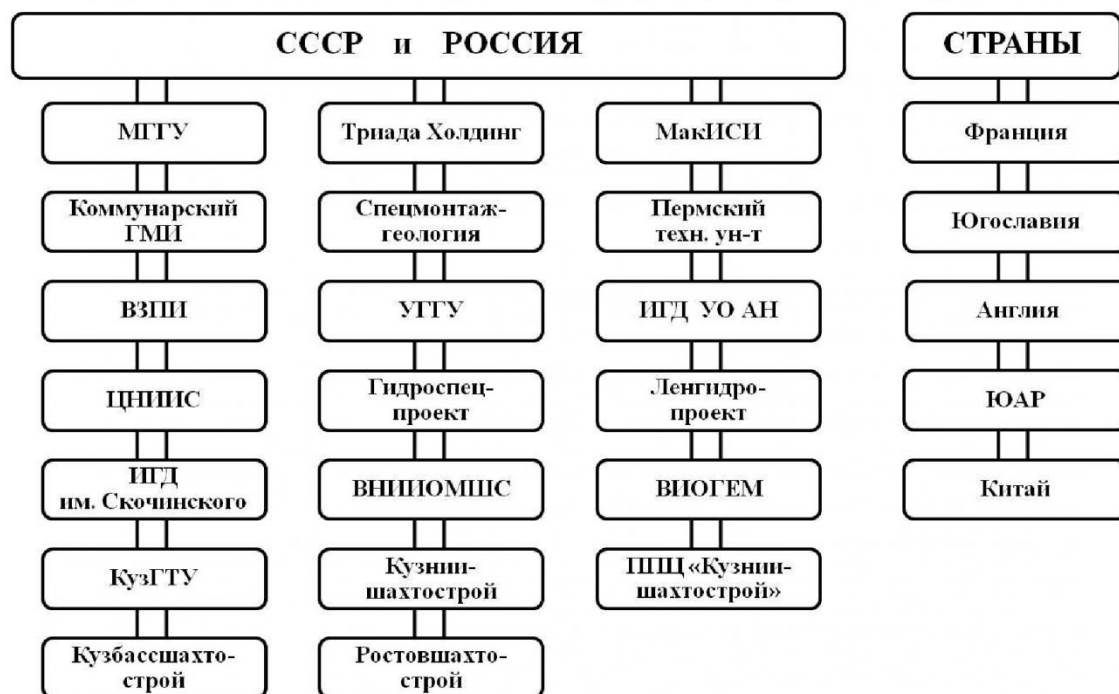 СССР и РОССИЯ
МГГУ
Коммунарский
ГМИ
ВЗПИ
ЦНИИС
ИГД
им. Скочинского
КузГТУ
Кузбассшахто-
строй
Триада Холдинг
Спецмонтаж-
геология
УГГУ
Гидроспец-
проект
ВНИИОМШС
Кузнии-
шахтострой
Ростовшахто-
строй
МакИСИ
Пермский
техн. ун-т
ИГД УО АН
Ленгидро-
проект
ВИОГЕМ
ППЦ «Кузнии-
шахтострой»
СТРАНЫ
Франция
Югославия
Англия
ЮАР
Китай